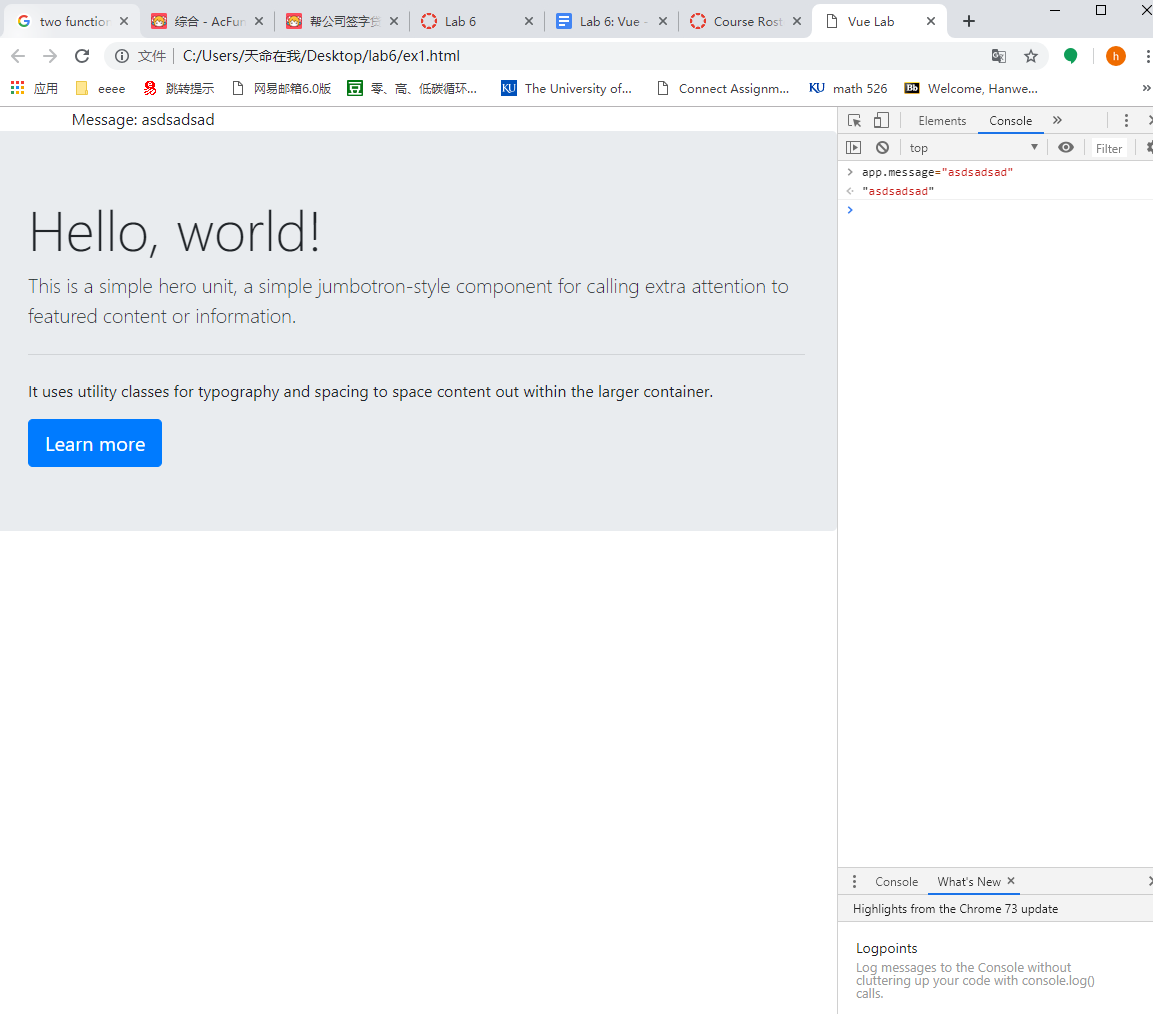 two function
综合 - AcFun
帮公司签字贷
Lab 6
Lab 6: Vue -
Course Rost
Vue Lab
文件 C:/Users/天命在我/Desktop/lab6/ex1.html
h
应用 eeee 跳转提示 网易邮箱6.0版 零、高、低碳循环... KU The University of... Connect Assignm... KU math 526 Bb Welcome, Hanwe... »
Message: asdsadsad
Hello, world!
This is a simple hero unit, a simple jumbotron-style component for calling extra attention to
featured content or information.
It uses utility classes for typography and spacing to space content out within the larger container.
Learn more
Elements Console »
top Filter
> app.message="asdsadsad"
"asdsadsad"
>
Console What's New
Highlights from the Chrome 73 update
Logpoints
Log messages to the Console without
cluttering up your code with console.log()
calls.